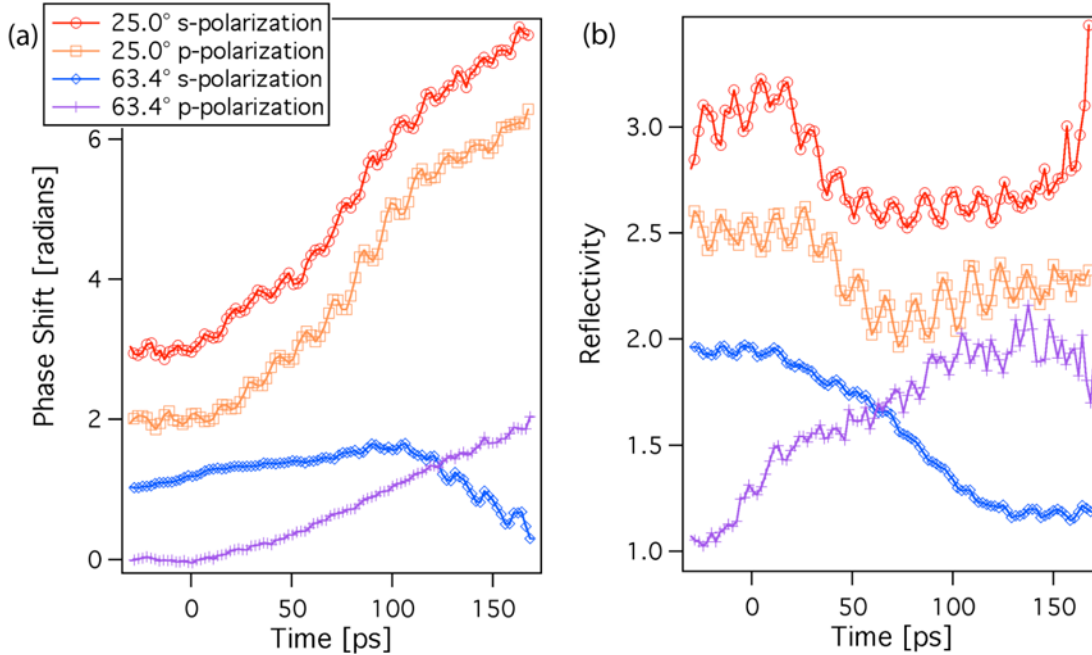 (a)
25.0° s-polarization
25.0° p-polarization
63.4° s-polarization
63.4° p-polarization
Phase Shift [radians]
6
4
2
0
0 50 100 150
Time [ps]
(b)
Reflectivity
3.0
2.5
2.0
1.5
1.0
0 50 100 150
Time [ps]